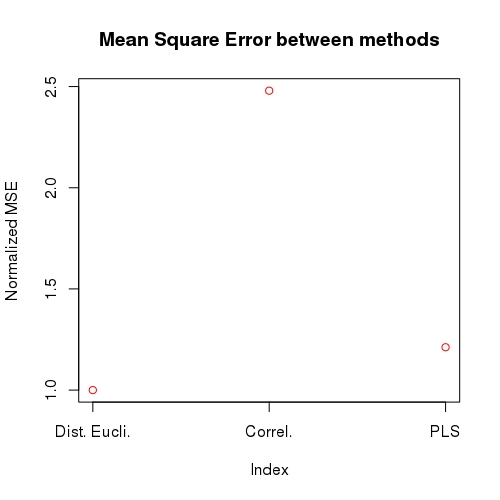 Mean Square Error between methods
Normalized MSE
2.5
2.0
1.5
1.0
Dist. Eucli. Correl. PLS
Index